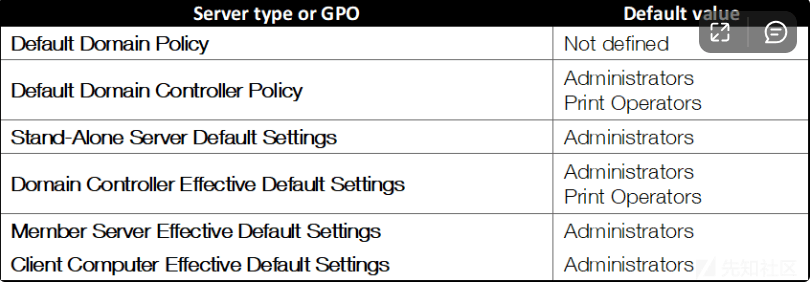 Server type or GPO Default value
Default Domain Policy Not defined
Default Domain Controller Policy Administrators
Print Operators
Stand-Alone Server Default Settings Administrators
Domain Controller Effective Default Settings Administrators
Print Operators
Member Server Effective Default Settings Administrators
Client Computer Effective Default Settings Administrators
先知社区